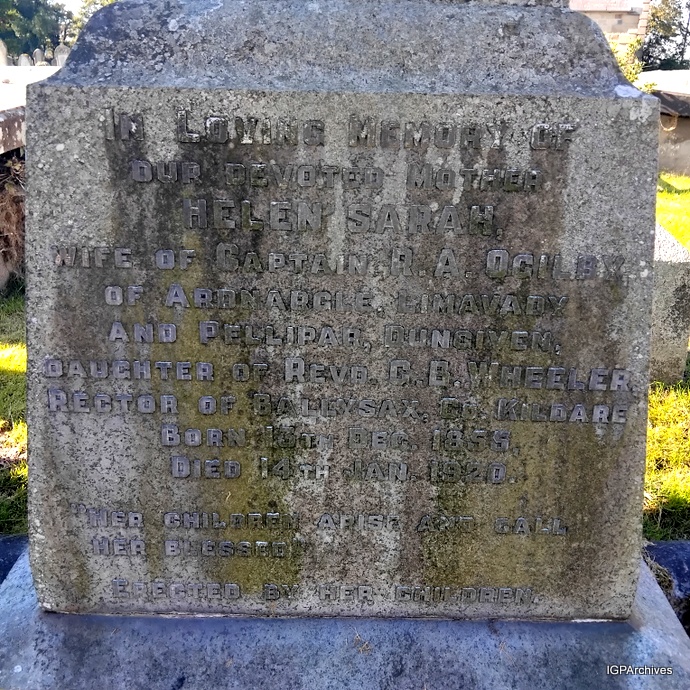 In Loving Memory of
our devoted Mother
Helen Sarah,
wife of Captain R. A. Ogilby,
of Ardnargle, Limavady
and Pellipar, Dungiven,
daughter of Revd. G. B. Wheeler,
Rector of Ballysax, Co. Kildare
Born Dec.
Died 14th Jan. 1920.
"Her children arise and call
her blessed"
Erected by her children.
IGPArchives